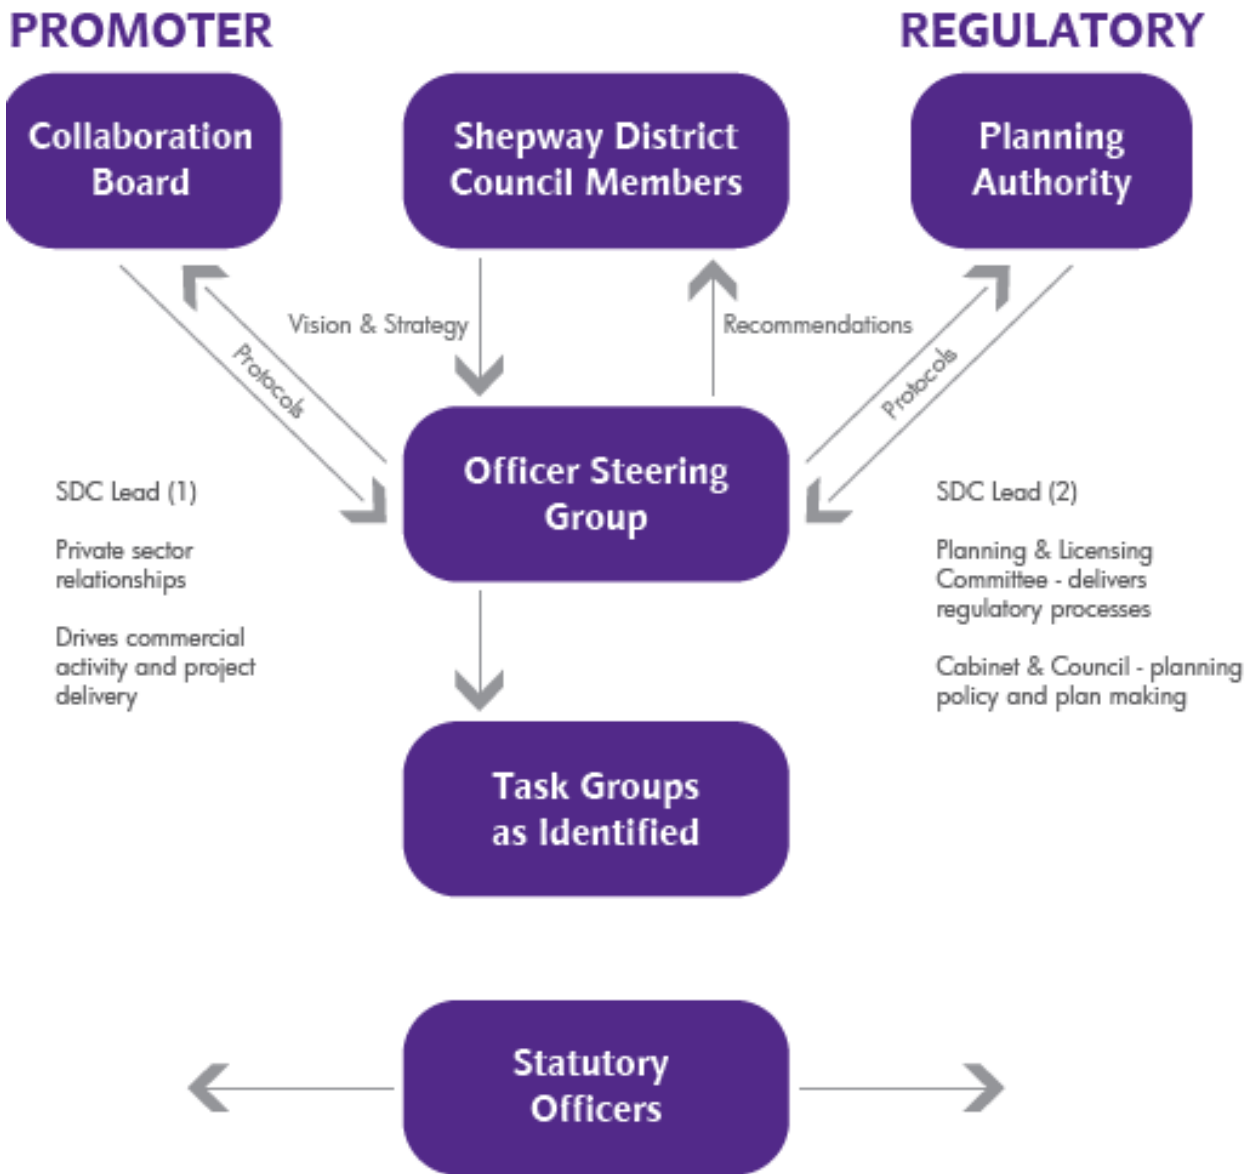 PROMOTER
REGULATORY
Collaboration
Board
Shepway District
Council Members
Planning
Authority
Vision & Strategy
Recommendations
Protocols
Protocols
Officer Steering
Group
SDC Lead (1)
Private sector
relationships
Drives commercial
activity and project
delivery
SDC Lead (2)
Planning & Licensing
Committee - delivers
regulatory processes
Cabinet & Council - planning
policy and plan making
Task Groups
as Identified
Statutory
Officers